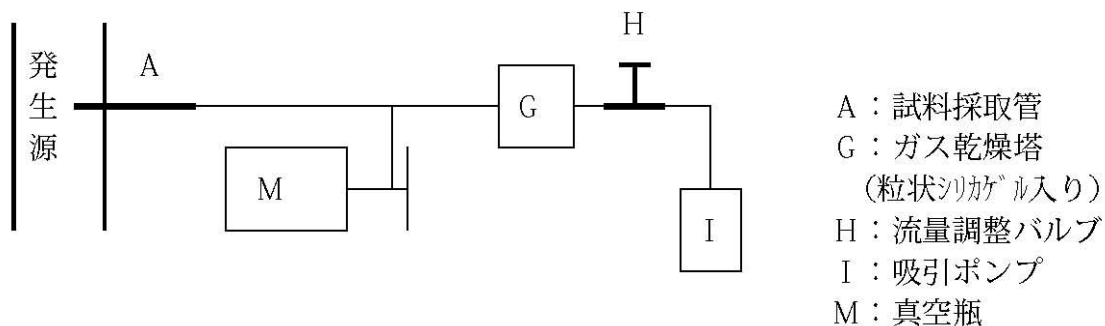 発生源
A
M
G
H
I
A：試料採取管
G：ガス乾燥塔
(粒状ｼﾘｶｹﾞﾙ入り)
H：流量調整バルブ
I：吸引ポンプ
M：真空瓶